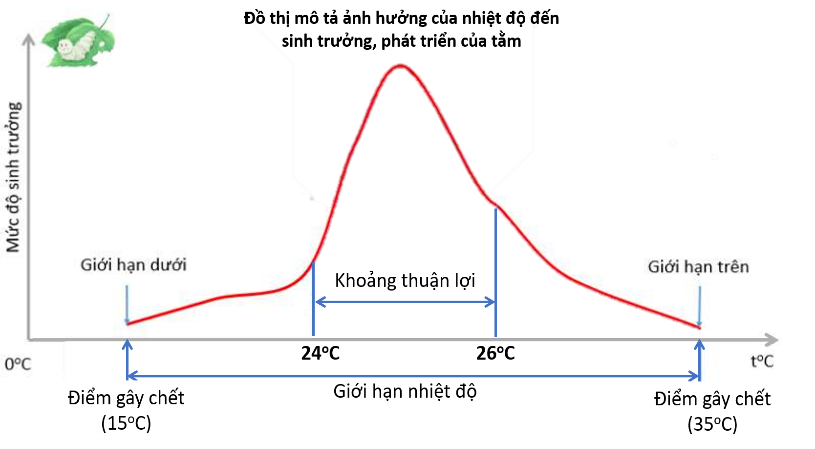 Đồ thị mô tả ảnh hưởng của nhiệt độ đến
sinh trưởng, phát triển của tằm
Mức độ sinh trưởng
Giới hạn dưới
Giới hạn trên
Khoảng thuận lợi
0ºC
24ºC
26ºC
tºC
Giới hạn nhiệt độ
Điểm gây chết
(15ºC)
Điểm gây chết
(35ºC)